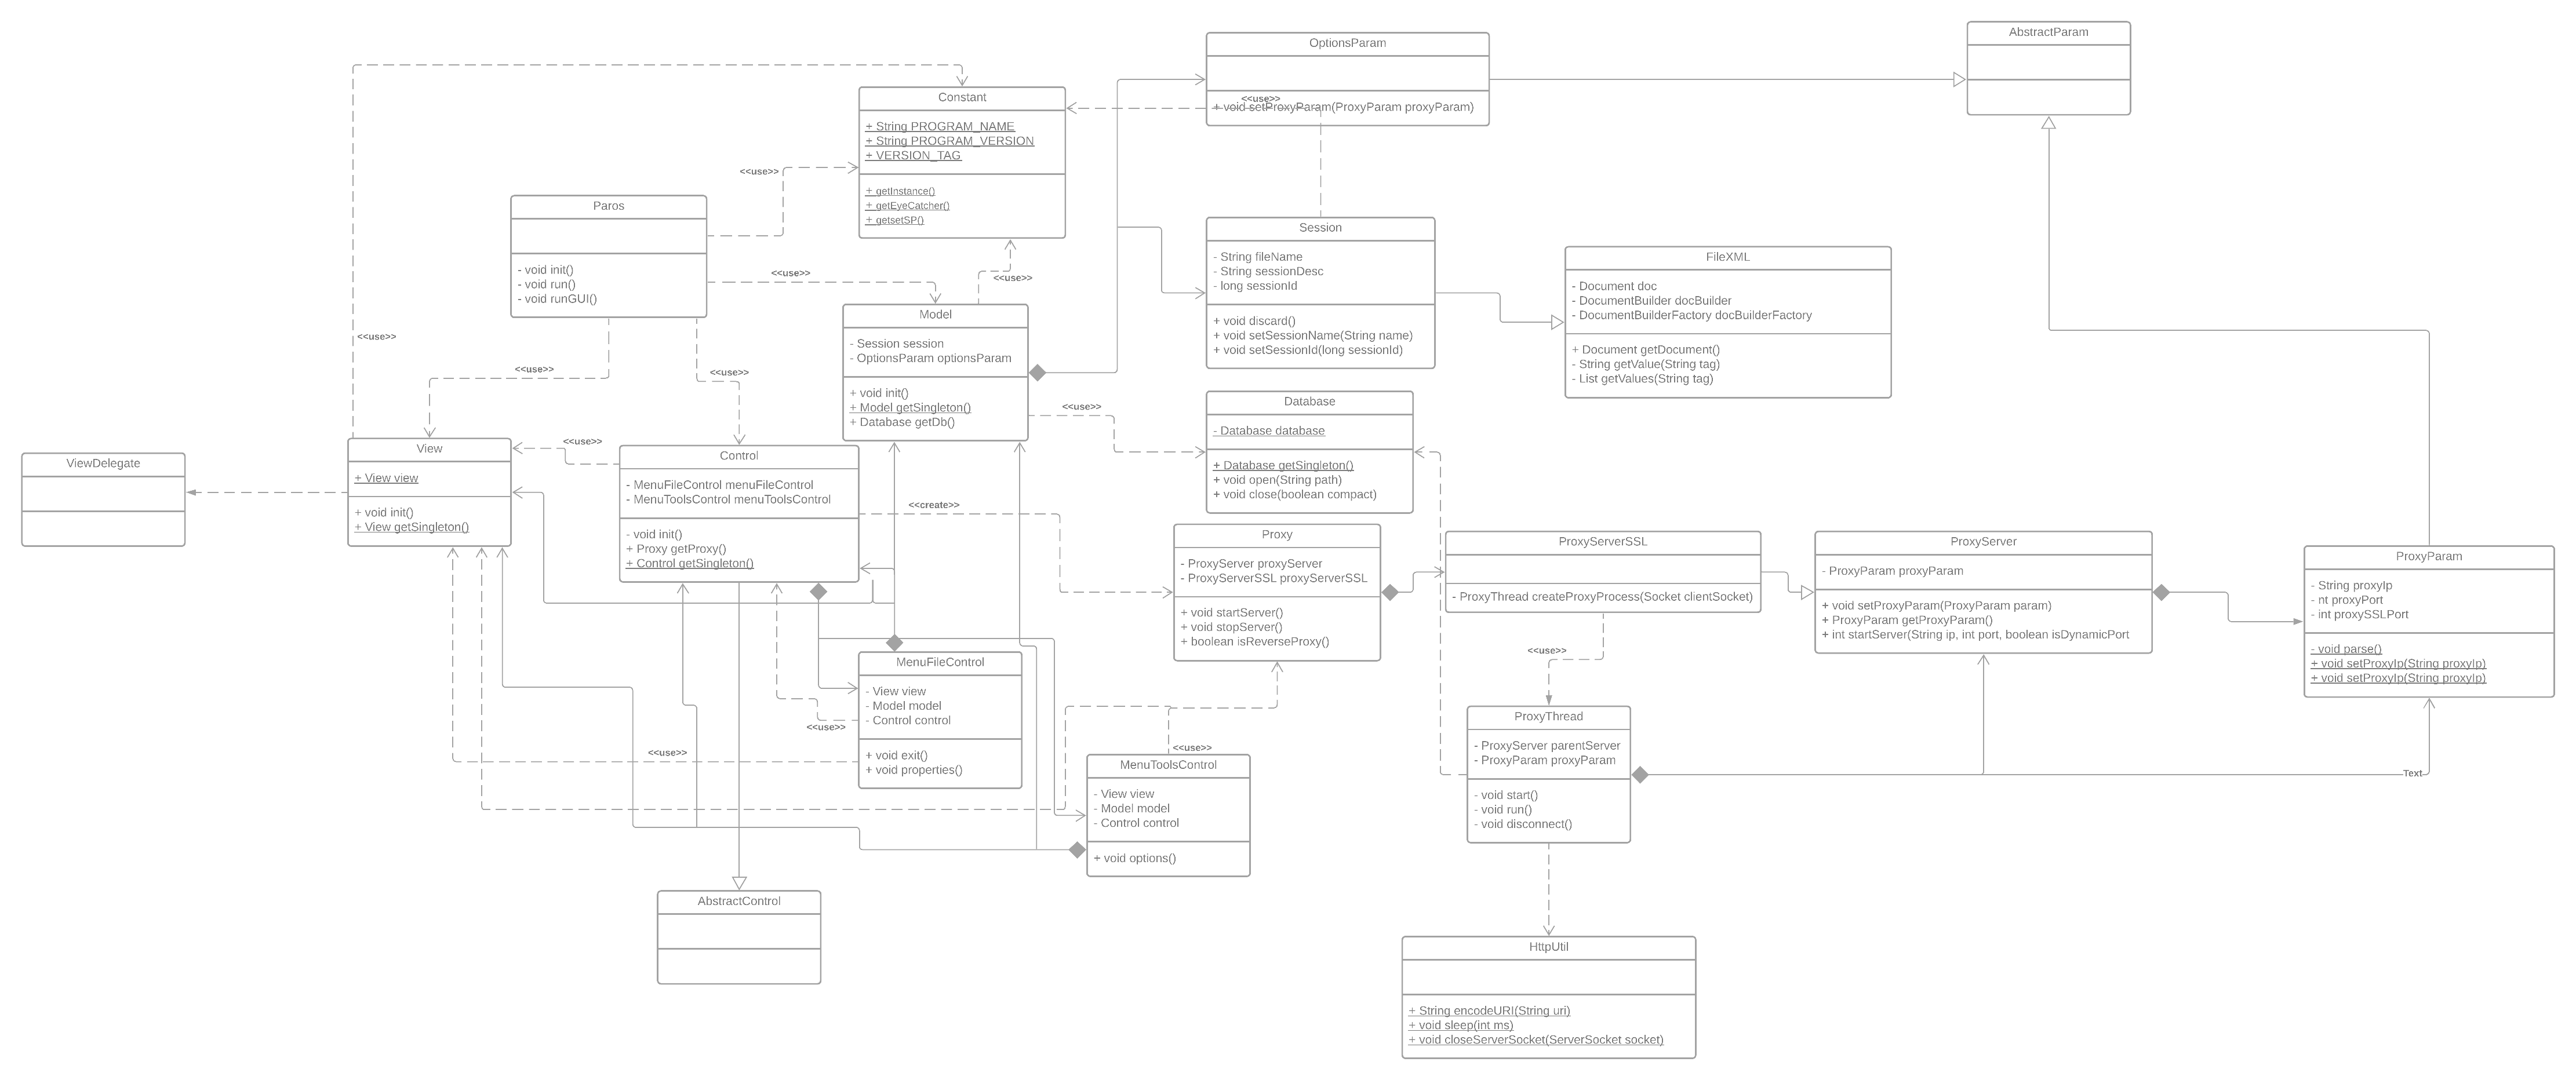 OptionsParam
+ void setProxyParam(ProxyParam proxyParam)
<<use>>
AbstractParam
Constant
+ String PROGRAM_NAME
+ String PROGRAM_VERSION
+ VERSION_TAG
+ getInstance()
+ getEyeCatcher()
+ getsetSP()
<<use>>
Paros
- void init()
- void run()
- void runGUI()
<<use>>
<<use>>
<<use>>
<<use>>
<<use>>
Model
- Session session
- OptionsParam optionsParam
+ void init()
+ Model getSingleton()
+ Database getDb()
Session
- String fileName
- String sessionDesc
- long sessionId
+ void discard()
+ void setSessionName(String name)
+ void setSessionId(long sessionId)
FileXML
- Document doc
- DocumentBuilder docBuilder
- DocumentBuilderFactory docBuilderFactory
+ Document getDocument()
- String getValue(String tag)
- List getValues(String tag)
<<use>>
Database
- Database database
+ Database getSingleton()
+ void open(String path)
+ void close(boolean compact)
ViewDelegate
View
+ View view
+ void init()
+ View getSingleton()
<<use>>
Control
- MenuFileControl menuFileControl
- MenuToolsControl menuToolsControl
- void init()
+ Proxy getProxy()
+ Control getSingleton()
<<create>>
Proxy
- ProxyServer proxyServer
- ProxyServerSSL proxyServerSSL
+ void startServer()
+ void stopServer()
+ boolean isReverseProxy()
ProxyServerSSL
- ProxyThread createProxyProcess(Socket clientSocket)
ProxyServer
- ProxyParam proxyParam
+ void setProxyParam(ProxyParam param)
+ ProxyParam getProxyParam()
+ int startServer(String ip, int port, boolean isDynamicPort
ProxyParam
- String proxyIp
- nt proxyPort
- int proxySSLPort
- void parse()
+ void setProxyIp(String proxyIp)
+ void setProxyIp(String proxyIp)
<<use>>
MenuFileControl
- View view
- Model model
- Control control
+ void exit()
+ void properties()
<<use>>
<<use>>
<<use>>
MenuToolsControl
- View view
- Model model
- Control control
+ void options()
ProxyThread
- ProxyServer parentServer
- ProxyParam proxyParam
- void start()
- void run()
- void disconnect()
Text
AbstractControl
HttpUtil
+ String encodeURI(String uri)
+ void sleep(int ms)
+ void closeServerSocket(ServerSocket socket)